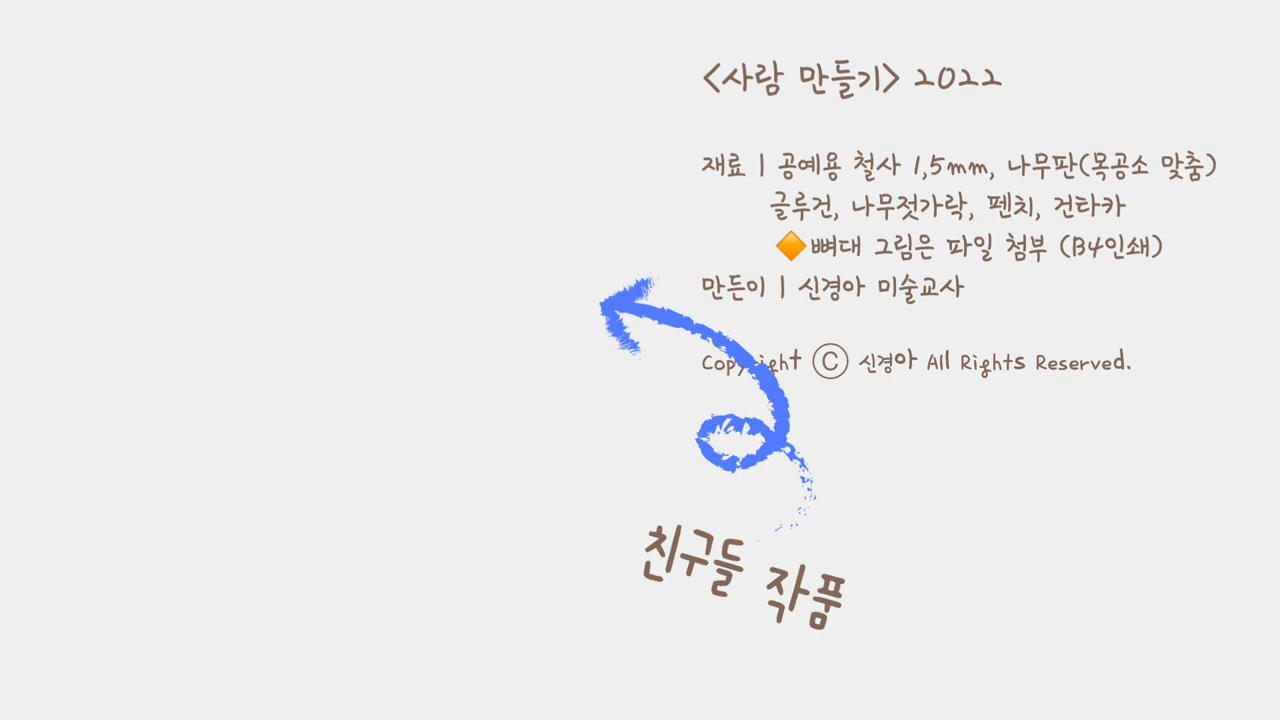 <사람 만들기> 2022
재료 | 공예용 철사 1,5mm, 나무판(목공소 맞춤)
글루건, 나무젓가락, 펜치, 건타카
🔶뼈대 그림은 파일 첨부 (B4인쇄)
만든이 | 신경아 미술교사
Copyright Ⓒ 신경아 All Rights Reserved.
친구들 작품